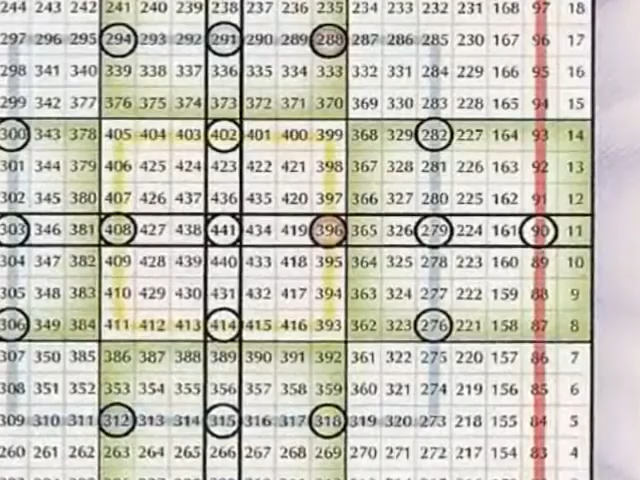 244 243 242 241 240 239 238 237 236 235 234 233 232 231 168 97 18
297 296 295 294 293 292 291 290 289 288 287 286 285 230 167 96 17
298 341 340 339 338 337 336 335 334 333 332 331 284 229 166 95 16
299 342 377 376 375 374 373 372 371 370 369 330 283 228 165 94 15
300 343 378 405 404 403 402 401 400 399 368 329 282 227 164 93 14
301 344 379 406 425 424 423 422 421 398 367 328 281 226 163 92 13
302 345 380 407 426 437 436 435 420 397 366 327 280 225 162 91 12
303 346 381 408 427 438 441 434 419 396 365 326 279 224 161 90 11
304 347 382 409 428 439 440 433 418 395 364 325 278 223 160 89 10
305 348 383 410 429 430 431 432 417 394 363 324 277 222 159 88 9
306 349 384 411 412 413 414 415 416 393 362 323 276 221 158 87 8
307 350 385 386 387 388 389 390 391 392 361 322 275 220 157 86 7
308 351 352 353 354 355 356 357 358 359 360 321 274 219 156 85 6
309 310 311 312 313 314 315 316 317 318 319 320 273 218 155 84 5
260 261 262 263 264 265 266 267 268 269 270 271 272 217 154 83 4